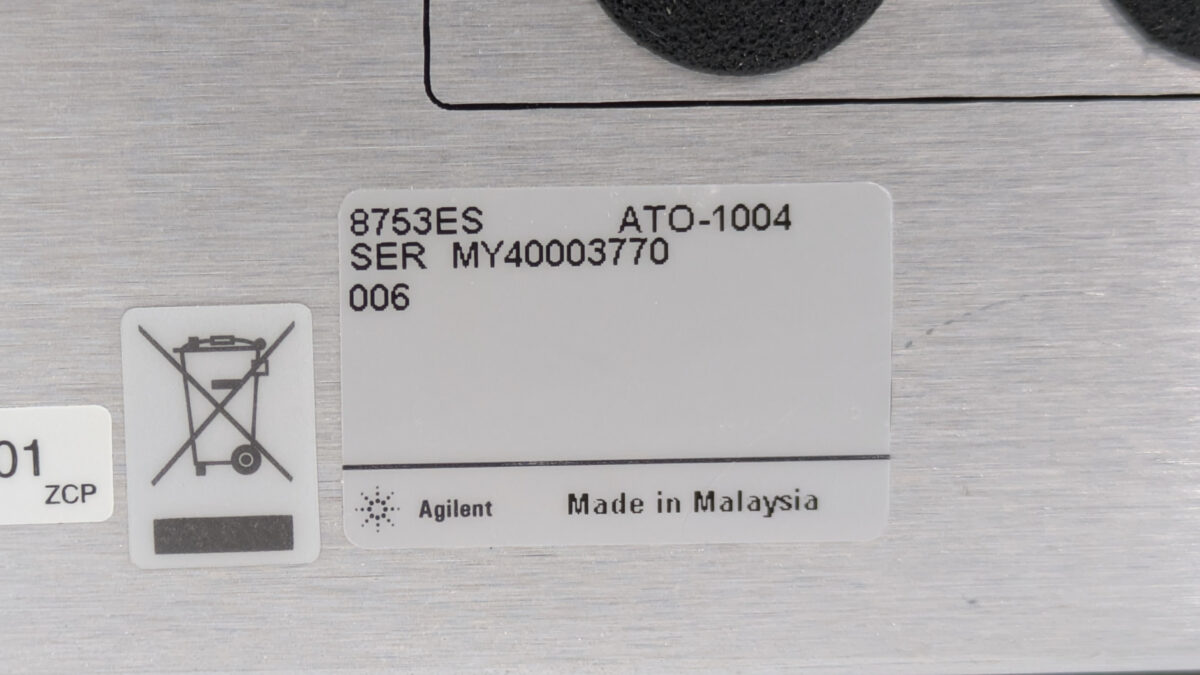 8753ES ATO-1004
SER MY40003770
006
01
ZCP
Agilent Made in Malaysia